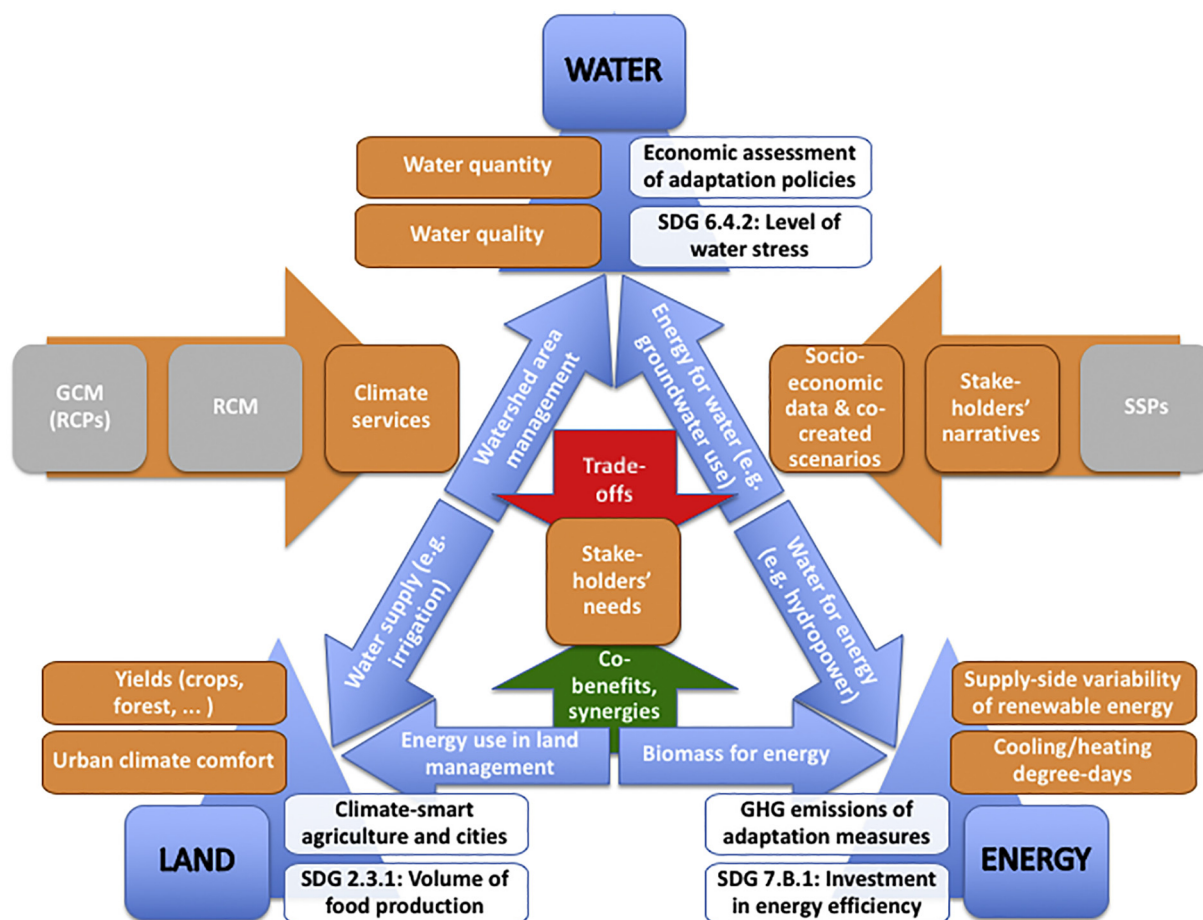 WATER
Water quantity
Economic assessment
of adaptation policies
Water quality
SDG 6.4.2: Level of
water stress
GCM
(RCPs)
RCM
Climate
services
Watershed area
management
Energy for water (e.g.
groundwater use)
Socio-
economic
data & co-
created
scenarios
Stake-
holders’
narratives
SSPs
Trade-
offs
Stake-
holders’
needs
Co-
benefits,
synergies
Water supply (e.g.
irrigation)
Water for energy
(e.g. hydropower)
Yields (crops,
forest, ... )
Urban climate comfort
Energy use in land
management
Biomass for energy
Supply-side variability
of renewable energy
Cooling/heating
degree-days
LAND
Climate-smart
agriculture and cities
SDG 2.3.1: Volume of
food production
GHG emissions of
adaptation measures
SDG 7.B.1: Investment
in energy efficiency
ENERGY